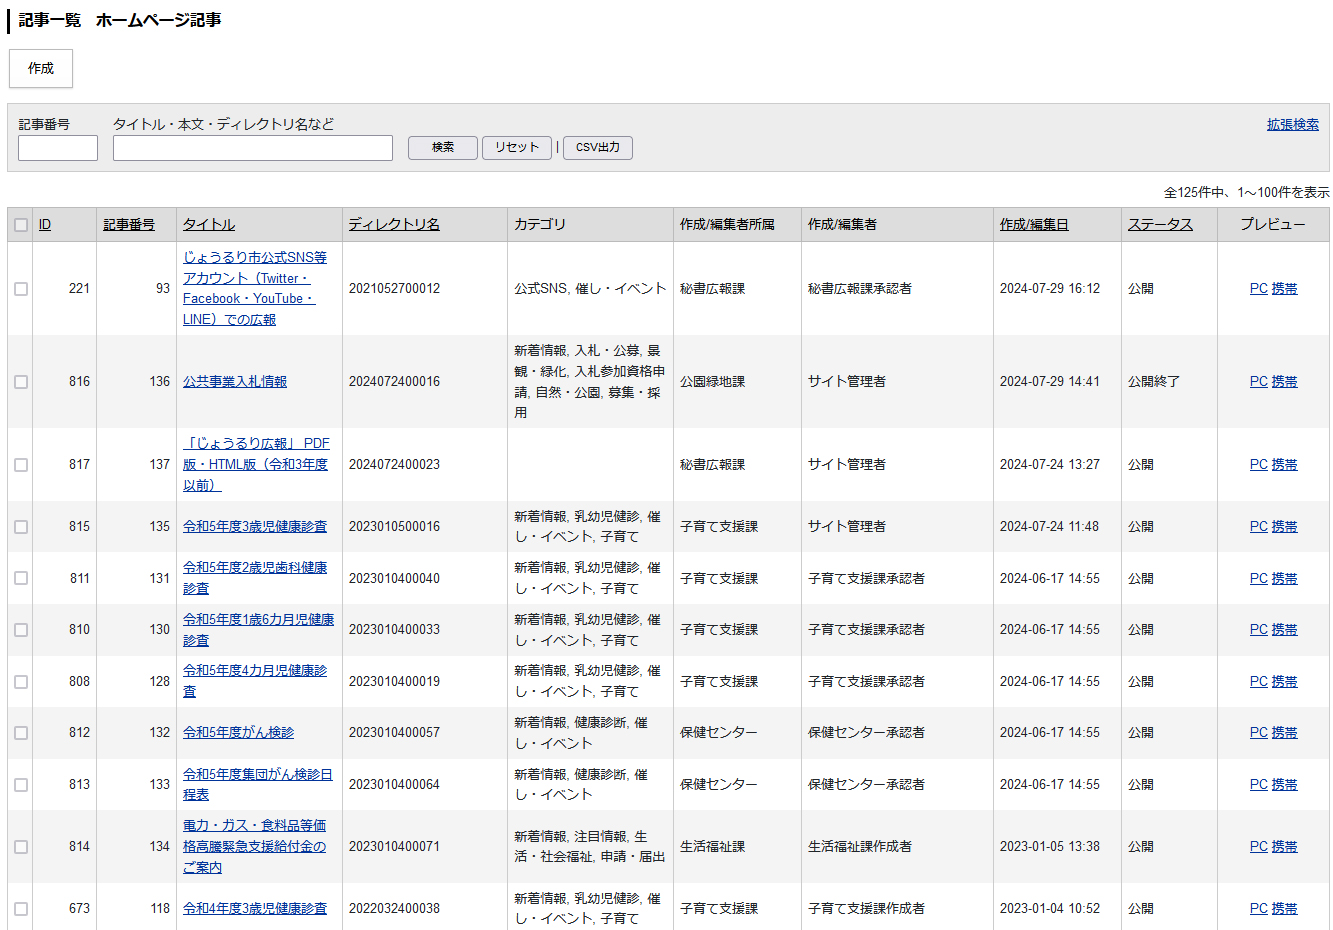 記事一覧　ホームページ記事
作成
記事番号 タイトル・本文・ディレクトリ名など 拡張検索
検索 リセット | CSV出力
全125件中、1～100件を表示
ID 記事番号 タイトル ディレクトリ名 カテゴリ 作成/編集者所属 作成/編集者 作成/編集日 ステータス プレビュー
221 93 じょうるり市公式SNS等
アカウント（Twitter・
Facebook・YouTube・
LINE）での広報 2021052700012 公式SNS, 催し・イベント 秘書広報課 秘書広報課承認者 2024-07-29 16:12 公開 PC 携帯
816 136 公共事業入札情報 2024072400016 新着情報, 入札・公募, 景
観・緑化, 入札参加資格申
請, 自然・公園, 募集・採
用 公園緑地課 サイト管理者 2024-07-29 14:41 公開終了 PC 携帯
817 137 「じょうるり広報」 PDF
版・HTML版（令和3年度
以前） 2024072400023 秘書広報課 サイト管理者 2024-07-24 13:27 公開 PC 携帯
815 135 令和5年度3歳児健康診査 2023010500016 新着情報, 乳幼児健診, 催
し・イベント, 子育て 子育て支援課 サイト管理者 2024-07-24 11:48 公開 PC 携帯
811 131 令和5年度2歳児歯科健康
診査 2023010400040 新着情報, 乳幼児健診, 催
し・イベント, 子育て 子育て支援課 子育て支援課承認者 2024-06-17 14:55 公開 PC 携帯
810 130 令和5年度1歳6カ月児健康
診査 2023010400033 新着情報, 乳幼児健診, 催
し・イベント, 子育て 子育て支援課 子育て支援課承認者 2024-06-17 14:55 公開 PC 携帯
808 128 令和5年度4カ月児健康診
査 2023010400019 新着情報, 乳幼児健診, 催
し・イベント, 子育て 子育て支援課 子育て支援課承認者 2024-06-17 14:55 公開 PC 携帯
812 132 令和5年度がん検診 2023010400057 新着情報, 健康診断, 催
し・イベント 保健センター 保健センター承認者 2024-06-17 14:55 公開 PC 携帯
813 133 令和5年度集団がん検診日
程表 2023010400064 新着情報, 健康診断, 催
し・イベント 保健センター 保健センター承認者 2024-06-17 14:55 公開 PC 携帯
814 134 電力・ガス・食料品等価
格高騰緊急支援給付金の
ご案内 2023010400071 新着情報, 注目情報, 生
活・社会福祉, 申請・届出 生活福祉課 生活福祉課作成者 2023-01-05 13:38 公開 PC 携帯
673 118 令和4年度3歳児健康診査 2022032400038 新着情報, 乳幼児健診, 催
し・イベント, 子育て 子育て支援課 子育て支援課作成者 2023-01-04 10:52 公開 PC 携帯